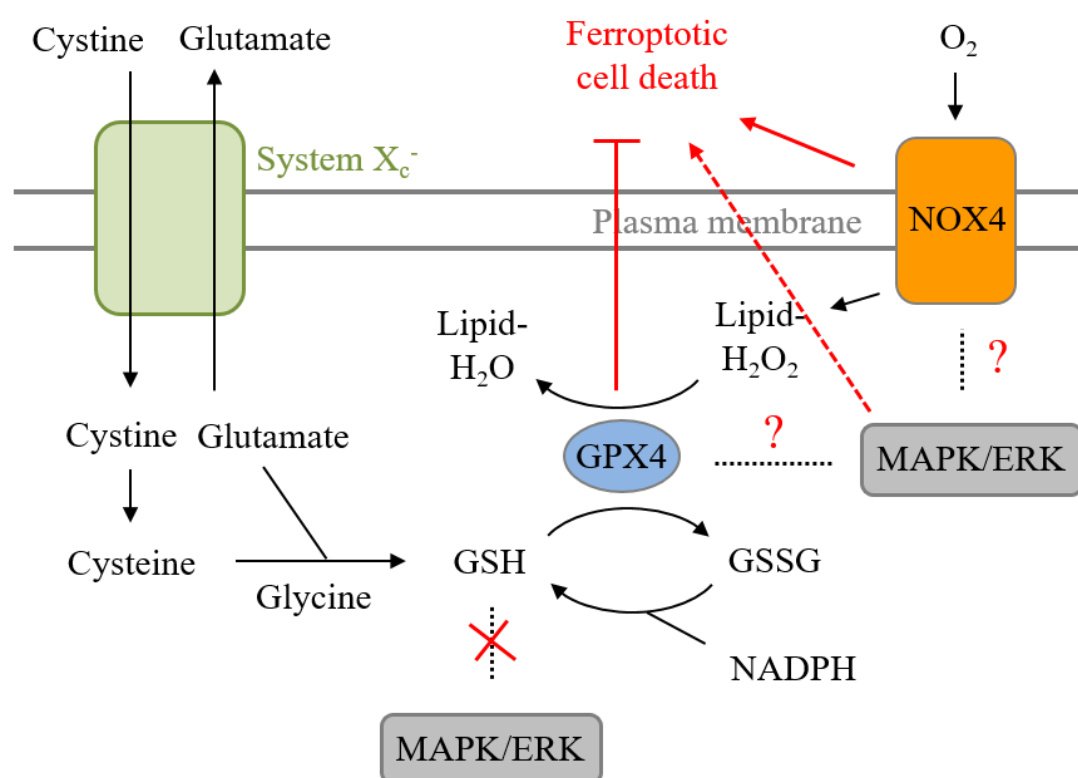 Cystine Glutamate
Ferroptotic
cell death
O₂
System X꜀⁻
Plasma membrane
NOX4
Lipid-
H₂O
Lipid-
H₂O₂
?
Cystine Glutamate
?
GPX4
MAPK/ERK
Cysteine
Glycine
GSH
GSSG
NADPH
MAPK/ERK